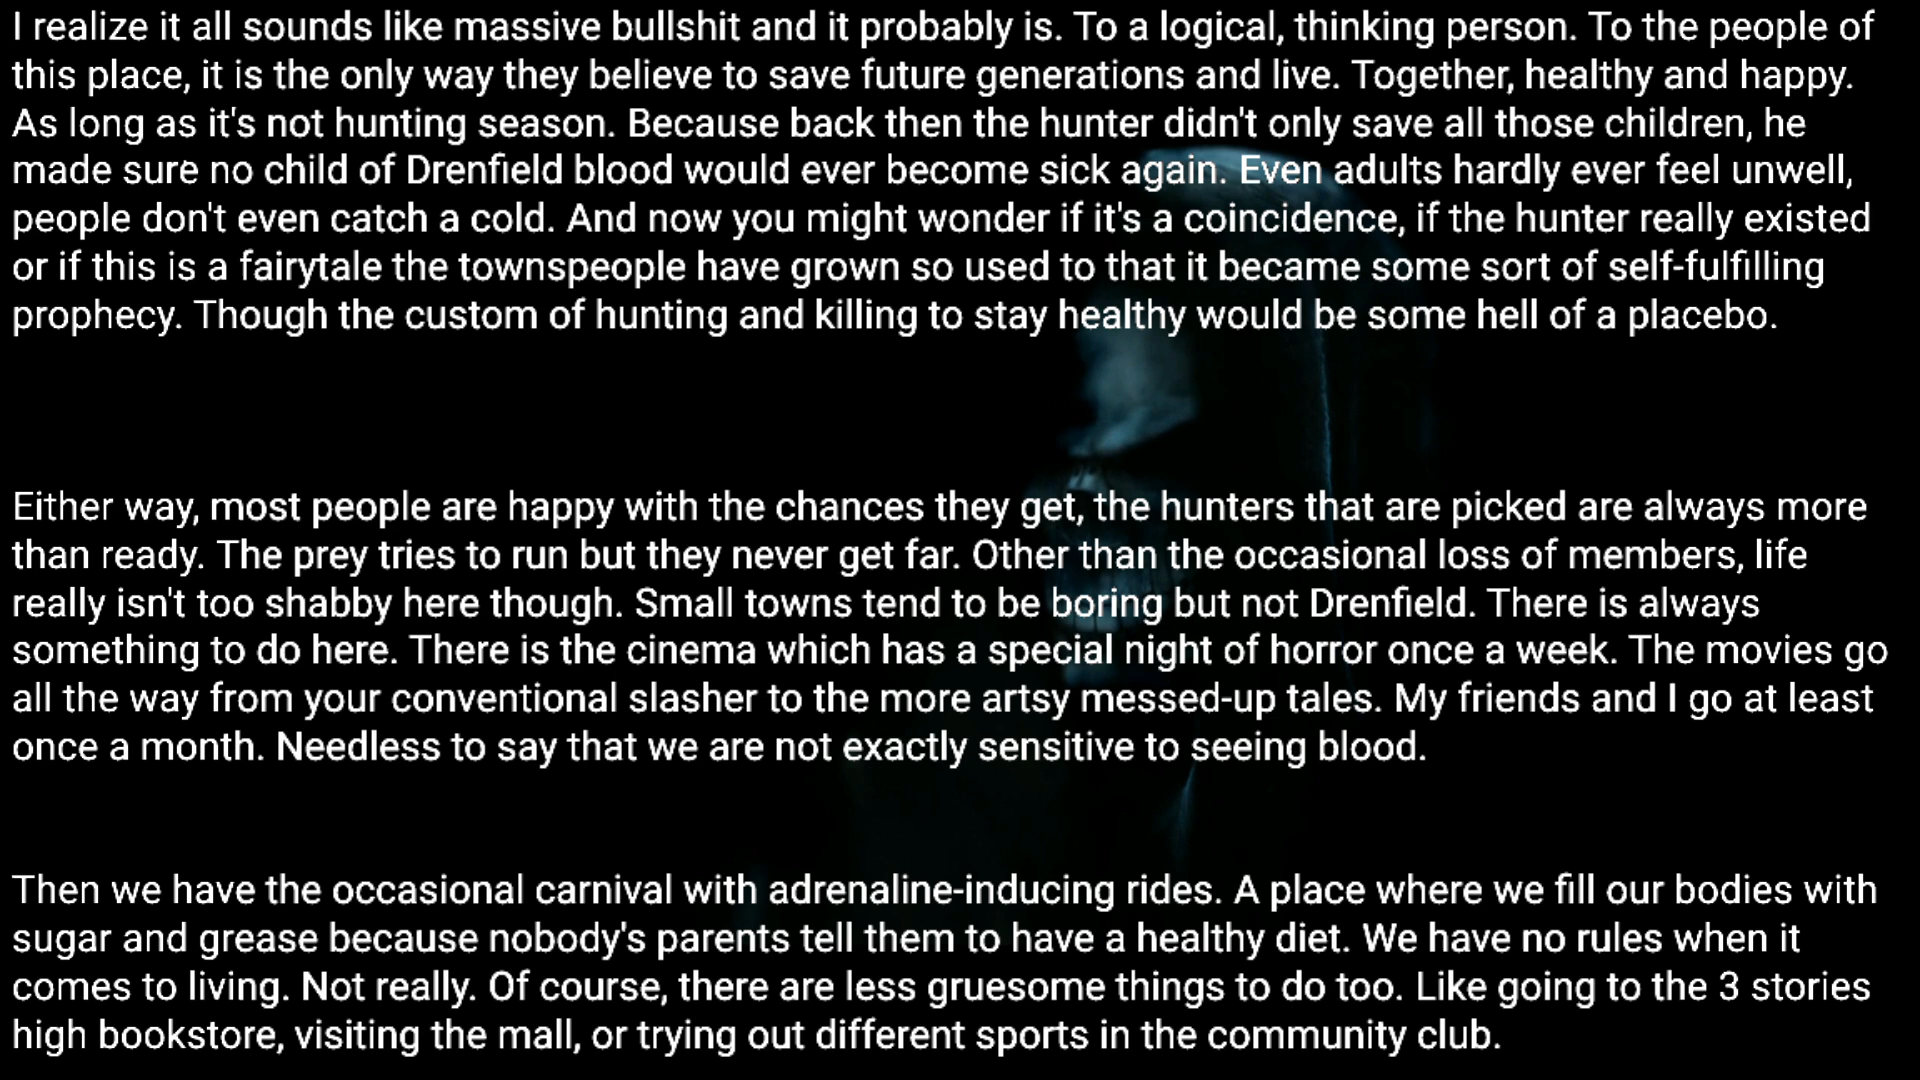 I realize it all sounds like massive bullshit and it probably is. To a logical, thinking person. To the people of
this place, it is the only way they believe to save future generations and live. Together, healthy and happy.
As long as it's not hunting season. Because back then the hunter didn't only save all those children, he
made sure no child of Drenfield blood would ever become sick again. Even adults hardly ever feel unwell,
people don't even catch a cold. And now you might wonder if it's a coincidence, if the hunter really existed
or if this is a fairytale the townspeople have grown so used to that it became some sort of self-fulfilling
prophecy. Though the custom of hunting and killing to stay healthy would be some hell of a placebo.
Either way, most people are happy with the chances they get, the hunters that are picked are always more
than ready. The prey tries to run but they never get far. Other than the occasional loss of members, life
really isn't too shabby here though. Small towns tend to be boring but not Drenfield. There is always
something to do here. There is the cinema which has a special night of horror once a week. The movies go
all the way from your conventional slasher to the more artsy messed-up tales. My friends and I go at least
once a month. Needless to say that we are not exactly sensitive to seeing blood.
Then we have the occasional carnival with adrenaline-inducing rides. A place where we fill our bodies with
sugar and grease because nobody's parents tell them to have a healthy diet. We have no rules when it
comes to living. Not really. Of course, there are less gruesome things to do too. Like going to the 3 stories
high bookstore, visiting the mall, or trying out different sports in the community club.